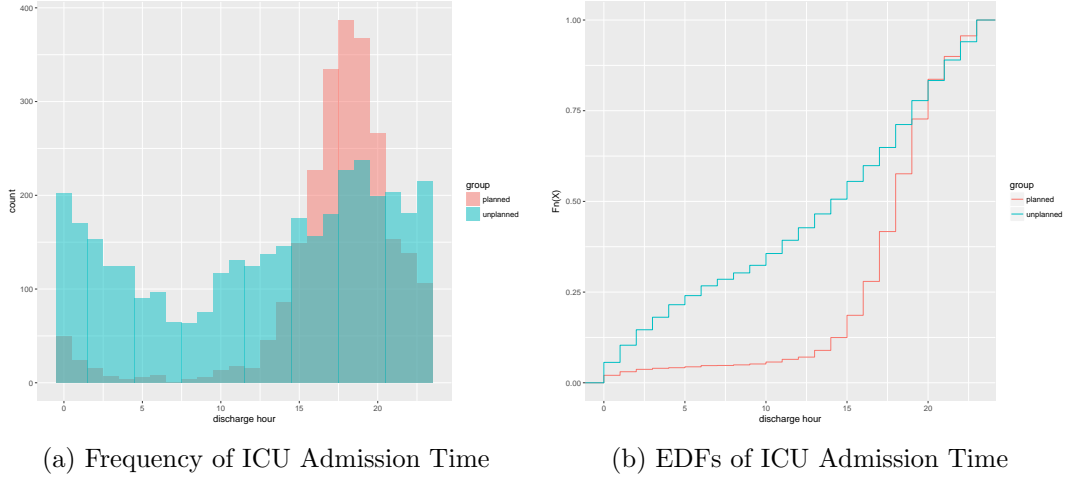 400
300
200
100
0
count
0
5
10
15
20
discharge hour
group
planned
unplanned
(a) Frequency of ICU Admission Time
1.00
0.75
0.50
0.25
0.00
Fn(X)
0
5
10
15
20
discharge hour
group
planned
unplanned
(b) EDFs of ICU Admission Time